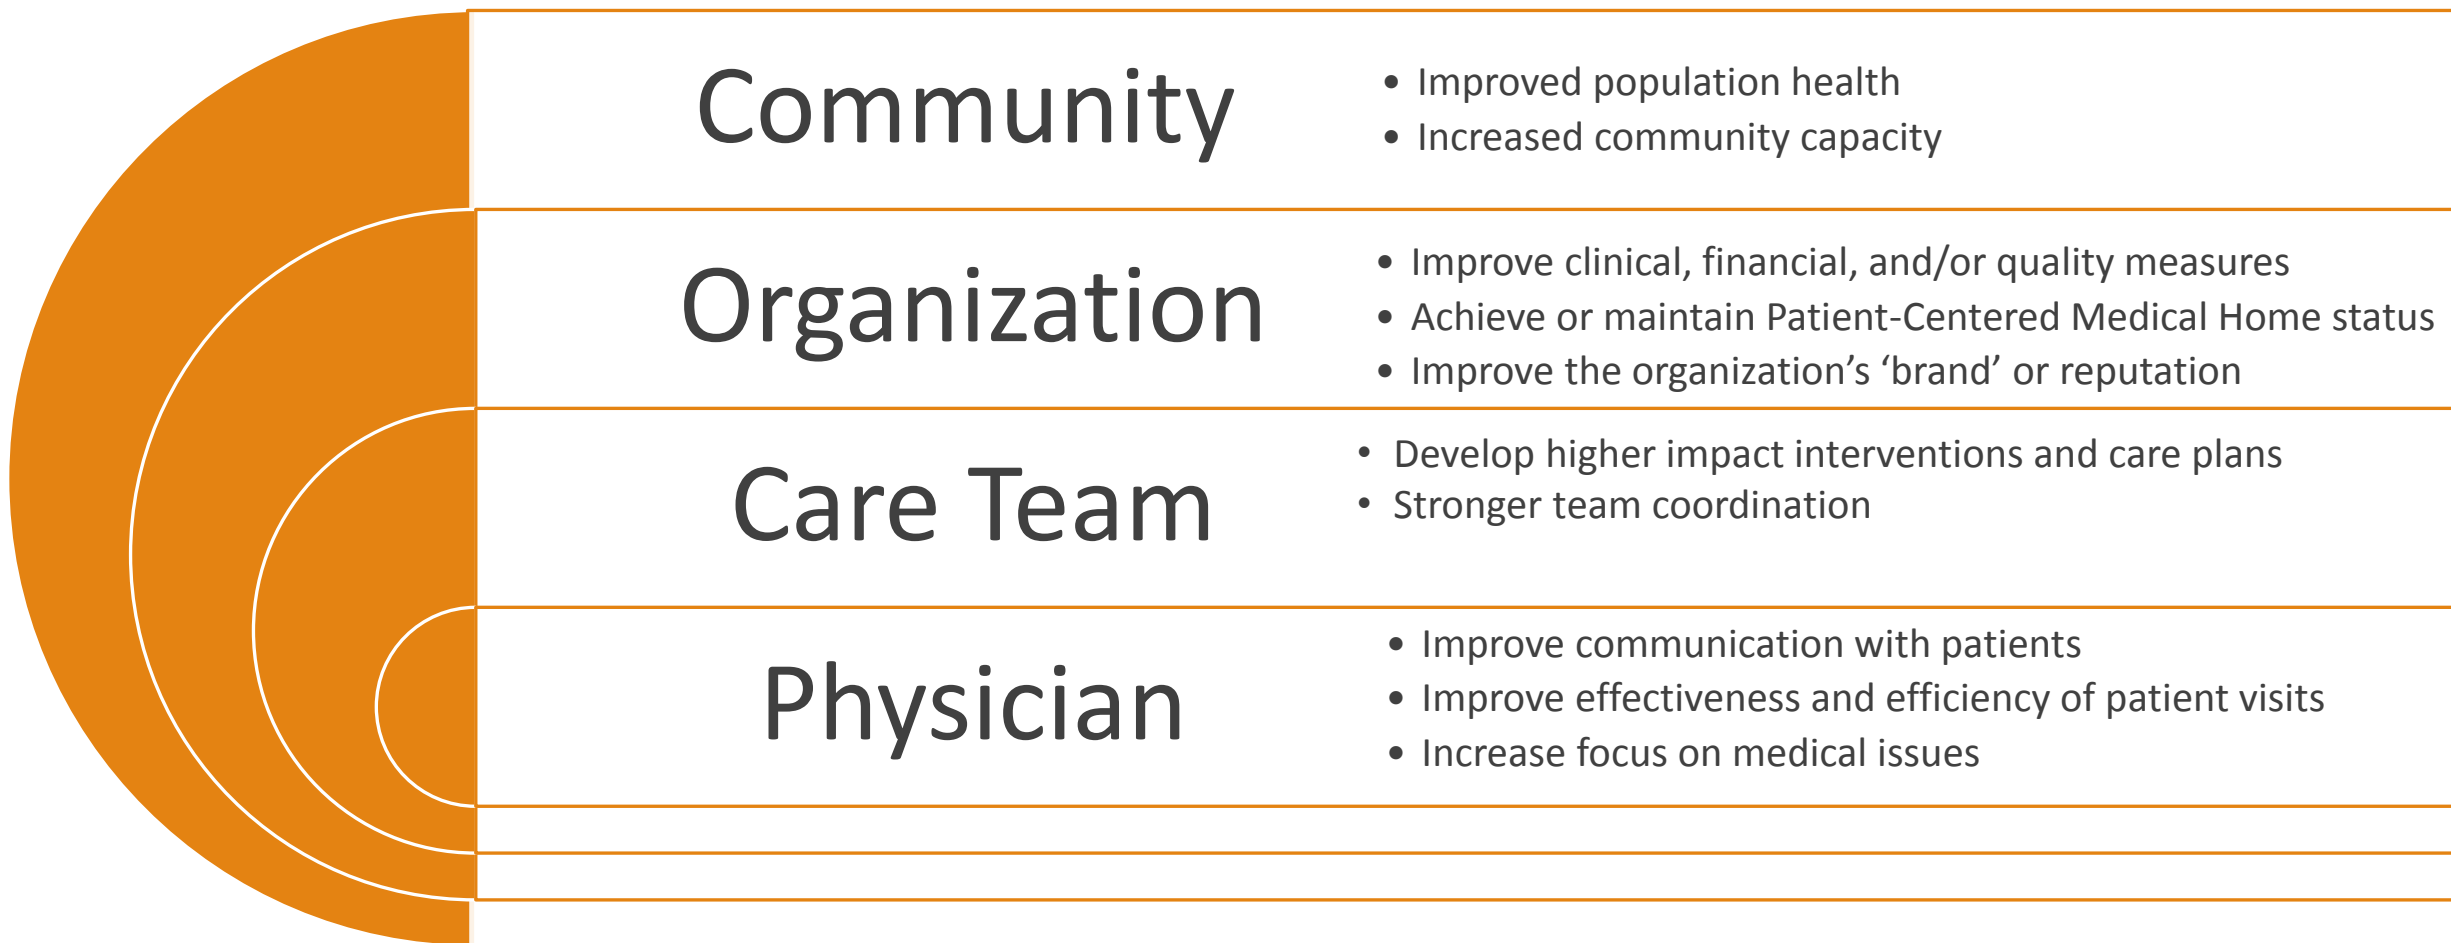 Community
• Improved population health
• Increased community capacity
Organization
• Improve clinical, financial, and/or quality measures
• Achieve or maintain Patient-Centered Medical Home status
• Improve the organization’s ‘brand’ or reputation
Care Team
• Develop higher impact interventions and care plans
• Stronger team coordination
Physician
• Improve communication with patients
• Improve effectiveness and efficiency of patient visits
• Increase focus on medical issues